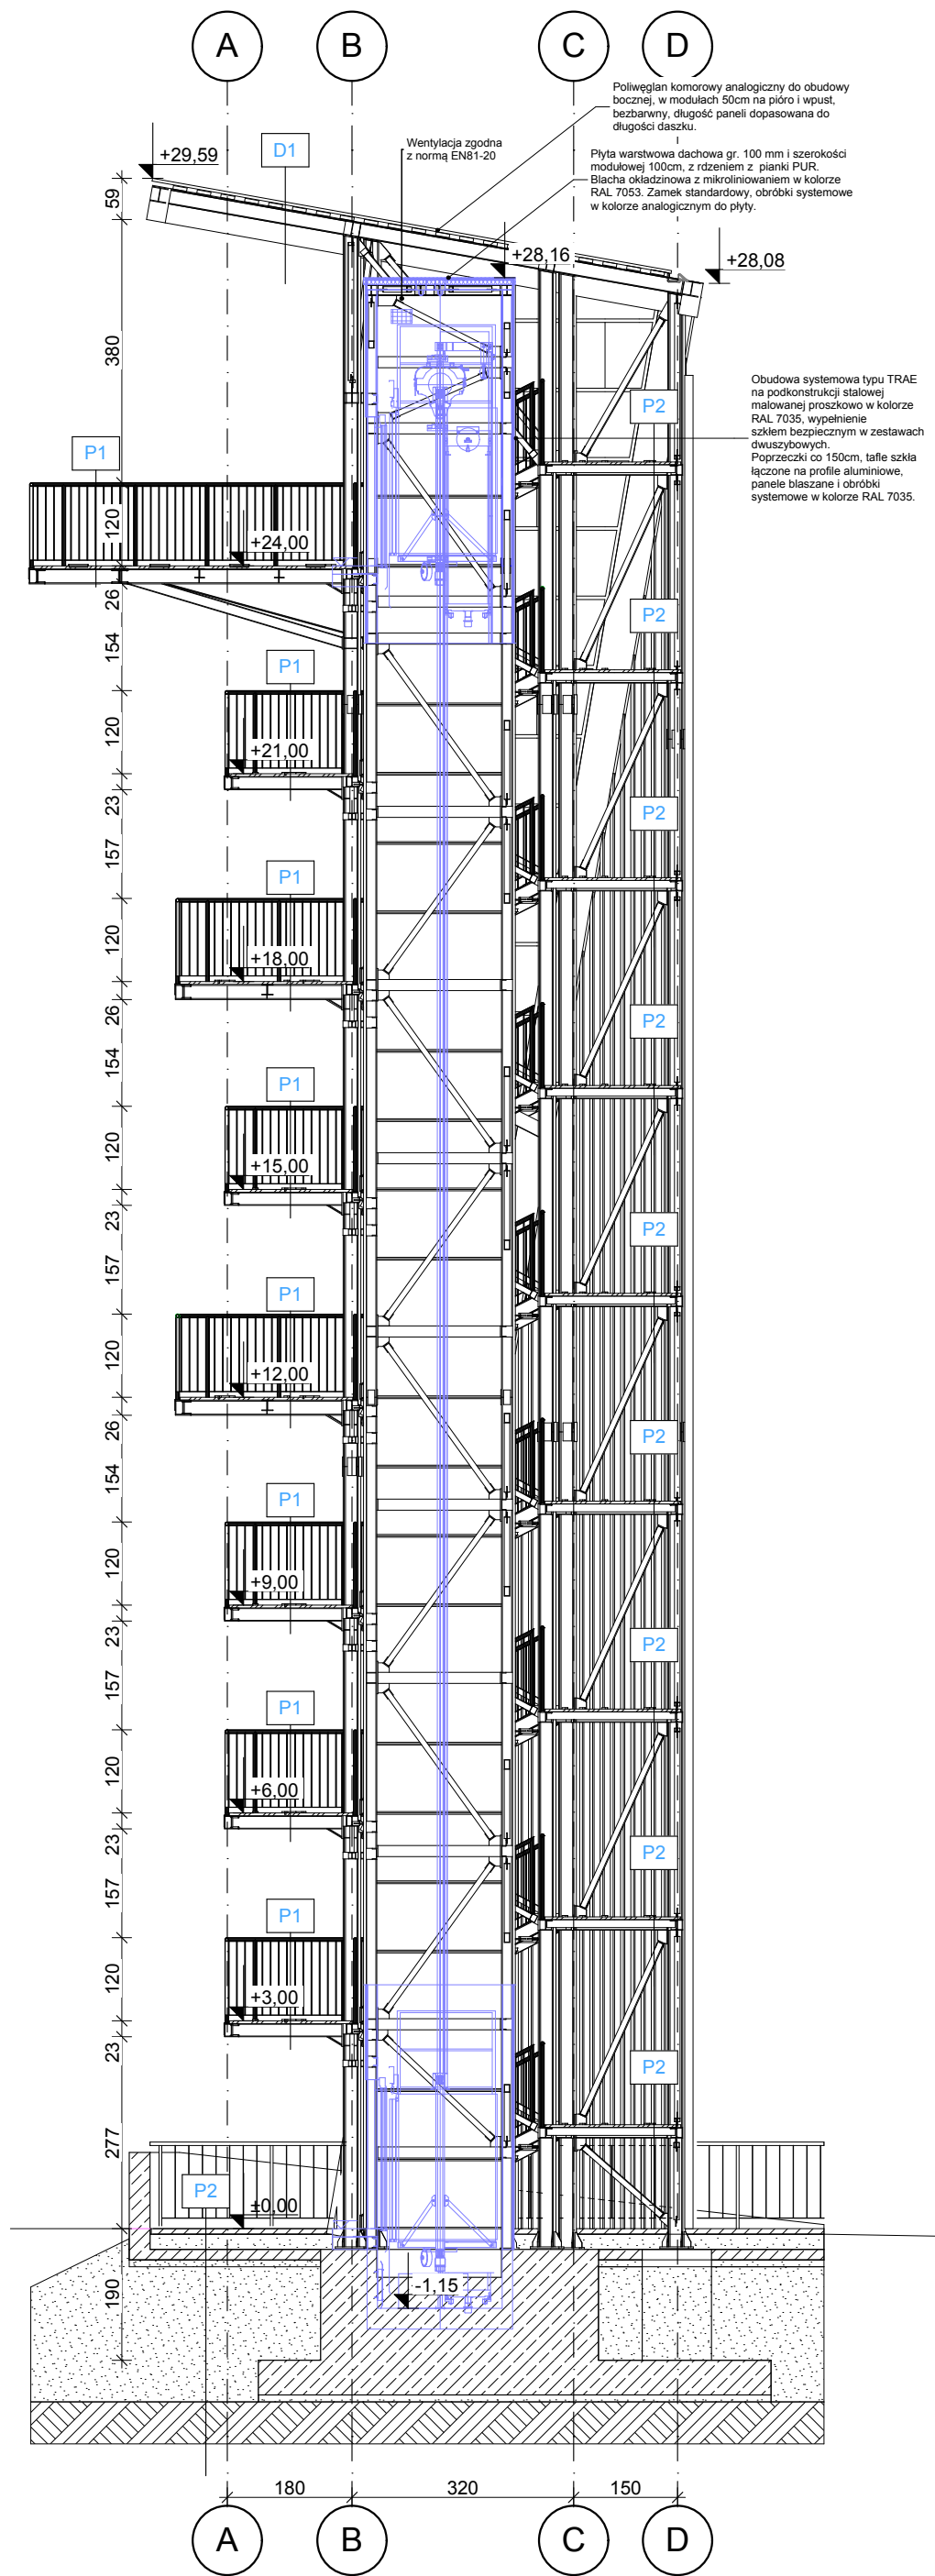 A
B
C
D
Poliwęglan komorowy analogiczny do obudowy
bocznej, w modułach 50cm na pióro i wpust,
bezbarwny, długość paneli dopasowana do
długości daszku.
Wentylacja zgodna
z normą EN81-20
Płyta warstwowa dachowa gr. 100 mm i szerokości
modułowej 100cm, z rdzeniem z pianki PUR.
Blacha okładzinowa z mikroliniowaniem w kolorze
RAL 7053. Zamek standardowy, obróbki systemowe
w kolorze analogicznym do płyty.
D1
+29,59
59
+28,16
+28,08
380
Obudowa systemowa typu TRAE
na podkonstrukcji stalowej
malowanej proszkowo w kolorze
RAL 7035, wypełnienie
szkłem bezpiecznym w zestawach
dwuszybowych.
Poprzeczki co 150cm, tafle szkła
łączone na profile aluminiowe,
panele blaszane i obróbki
systemowe w kolorze RAL 7035.
P2
P1
120
+24,00
26
P2
154
P1
120
+21,00
23
P2
157
P1
120
+18,00
26
P2
154
P1
120
+15,00
23
P2
157
P1
120
+12,00
26
P2
154
P1
120
+9,00
23
P2
157
P1
120
+6,00
23
P2
157
P1
120
+3,00
23
P2
277
P2
±0,00
190
-1,15
180
320
150
A
B
C
D